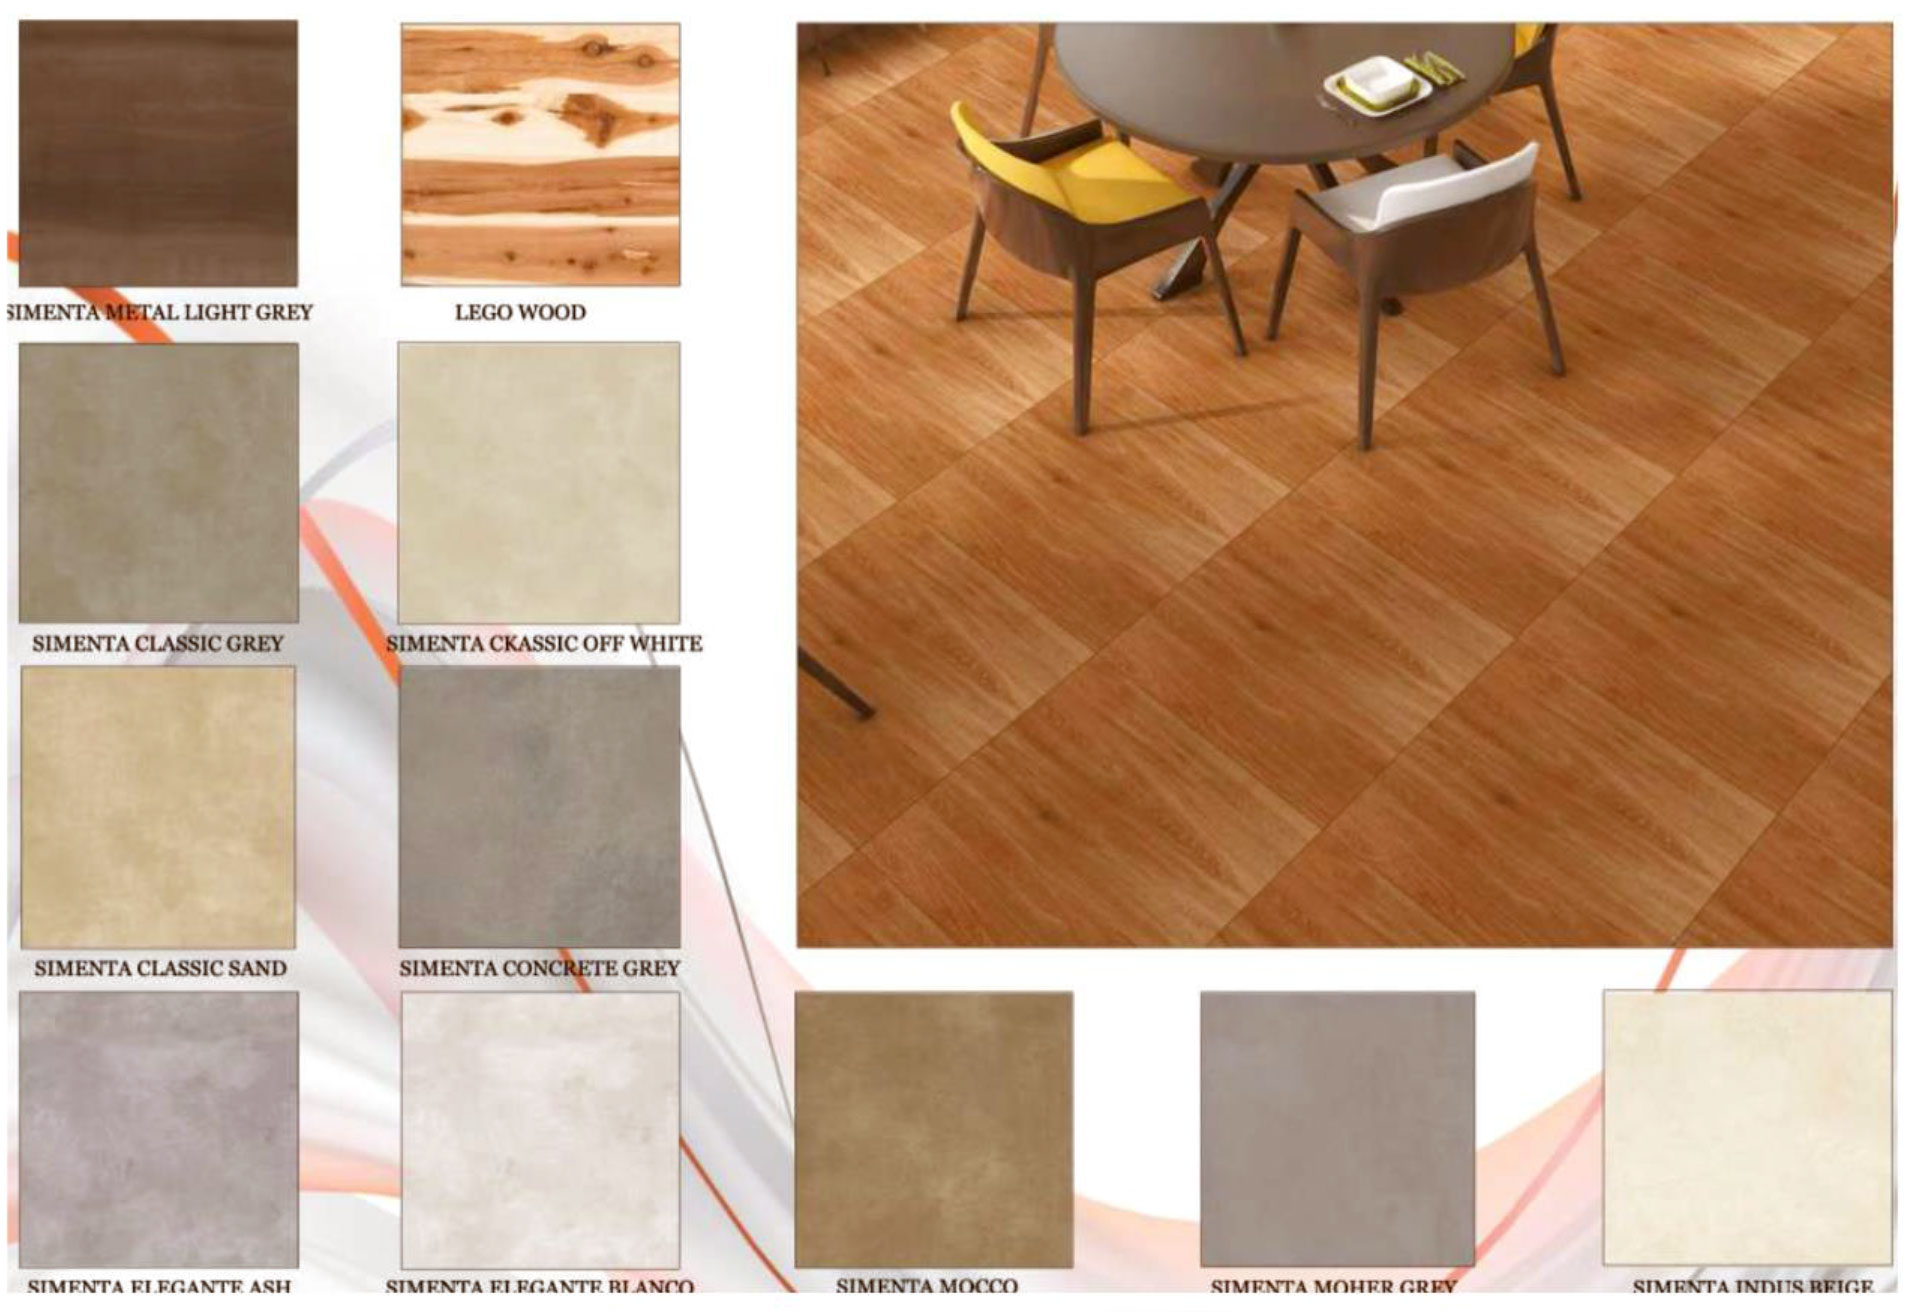 SIMENTA METAL LIGHT GREY
LEGO WOOD
SIMENTA CLASSIC GREY
SIMENTA CKASSIC OFF WHITE
SIMENTA CLASSIC SAND
SIMENTA CONCRETE GREY
SIMENTA ELEGANTE ASH
SIMENTA ELEGANTE BLANCO
SIMENTA MOCCO
SIMENTA MOHER GREY
SIMENTA INDUS BEIGE